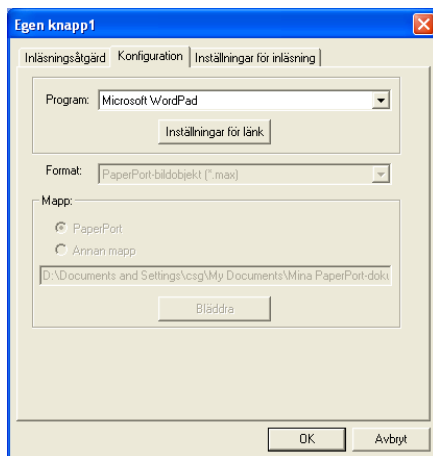 Egen knapp1
Inläsningsåtgärd Konfiguration Inställningar för inläsning
Program: Microsoft WordPad
Inställningar för länk
Format: PaperPort-bildobjekt (*.max)
Mapp:
PaperPort
Annan mapp
D:\Documents and Settings\csg\My Documents\Mina PaperPort-doku
Bläddra
OK Avbryt